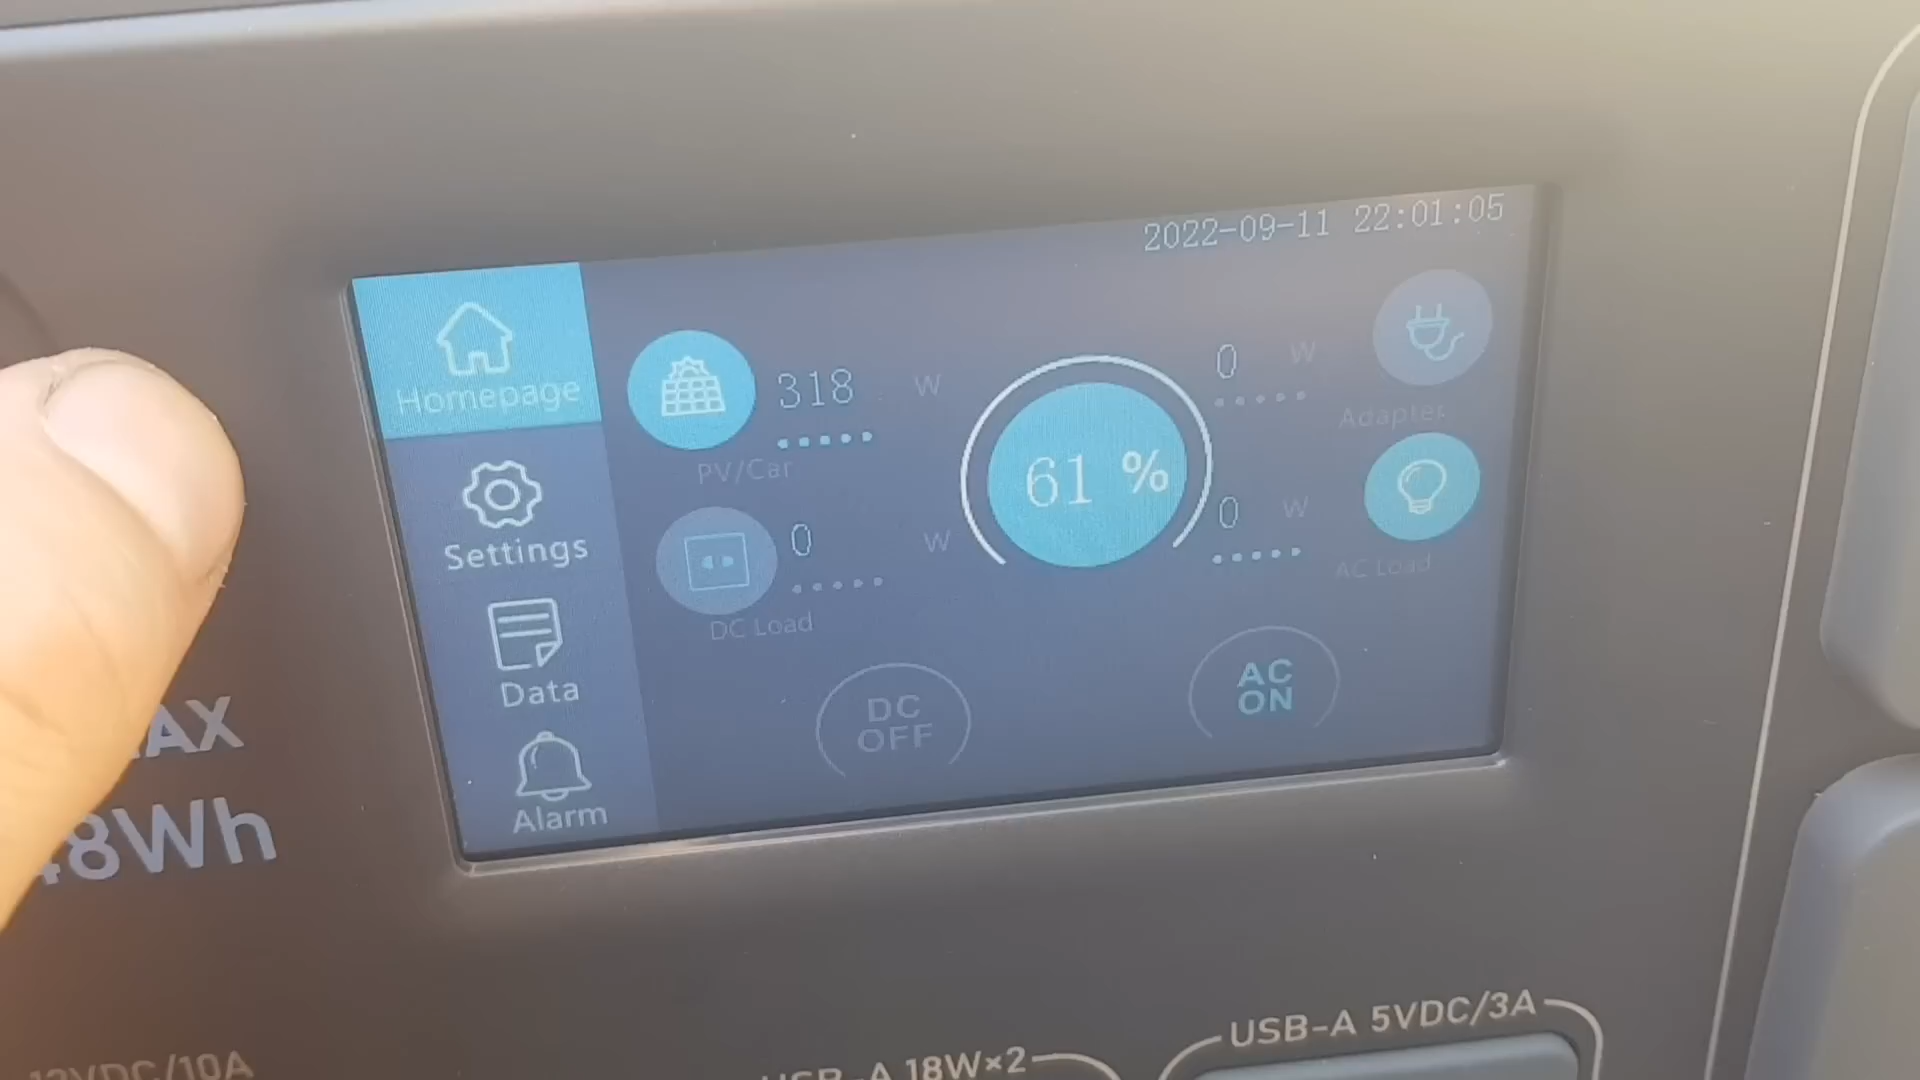 2022-09-11 22:01:05
Homepage
318 W
PV/Car
0 W
Adapter
61 %
Settings
0 W
DC Load
0 W
AC Load
Data
DC
OFF
AC
ON
Alarm
8Wh
USB-A 5VDC/3A
USB-A 18W×2
12VDC/10A